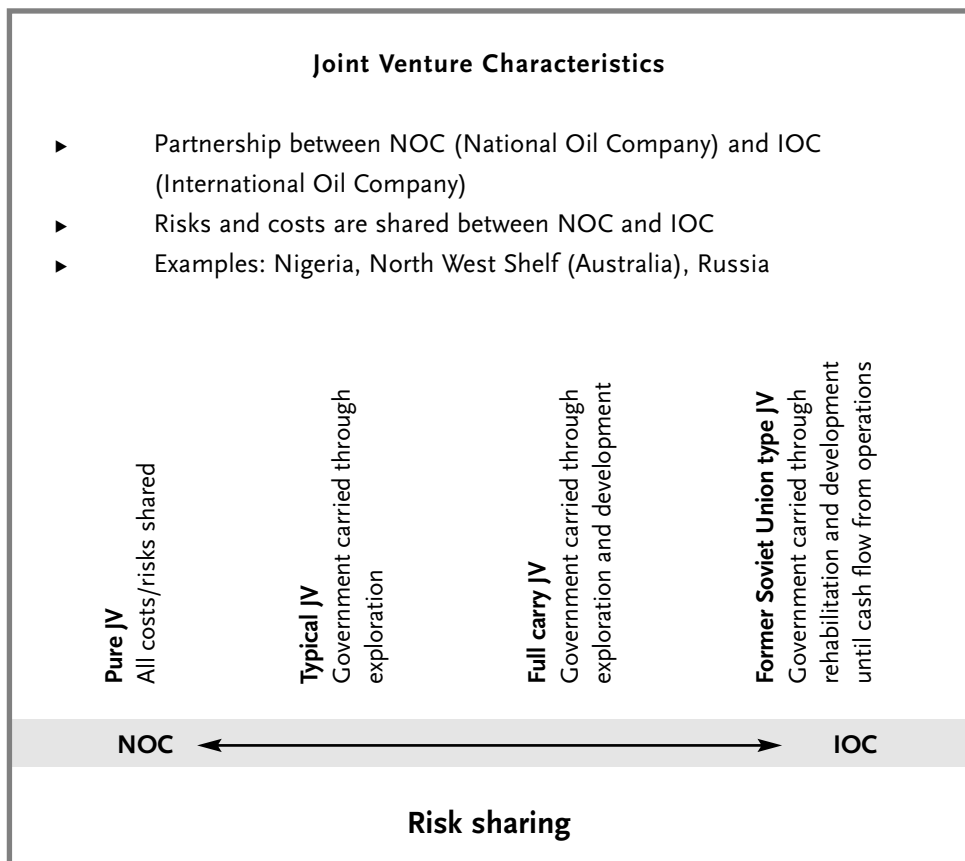 Joint Venture Characteristics
► Partnership between NOC (National Oil Company) and IOC
(International Oil Company)
► Risks and costs are shared between NOC and IOC
► Examples: Nigeria, North West Shelf (Australia), Russia
Pure JV
All costs/risks shared
Typical JV
Government carried through
exploration
Full carry JV
Government carried through
exploration and development
Former Soviet Union type JV
Government carried through
rehabilitation and development
until cash flow from operations
NOC IOC
Risk sharing